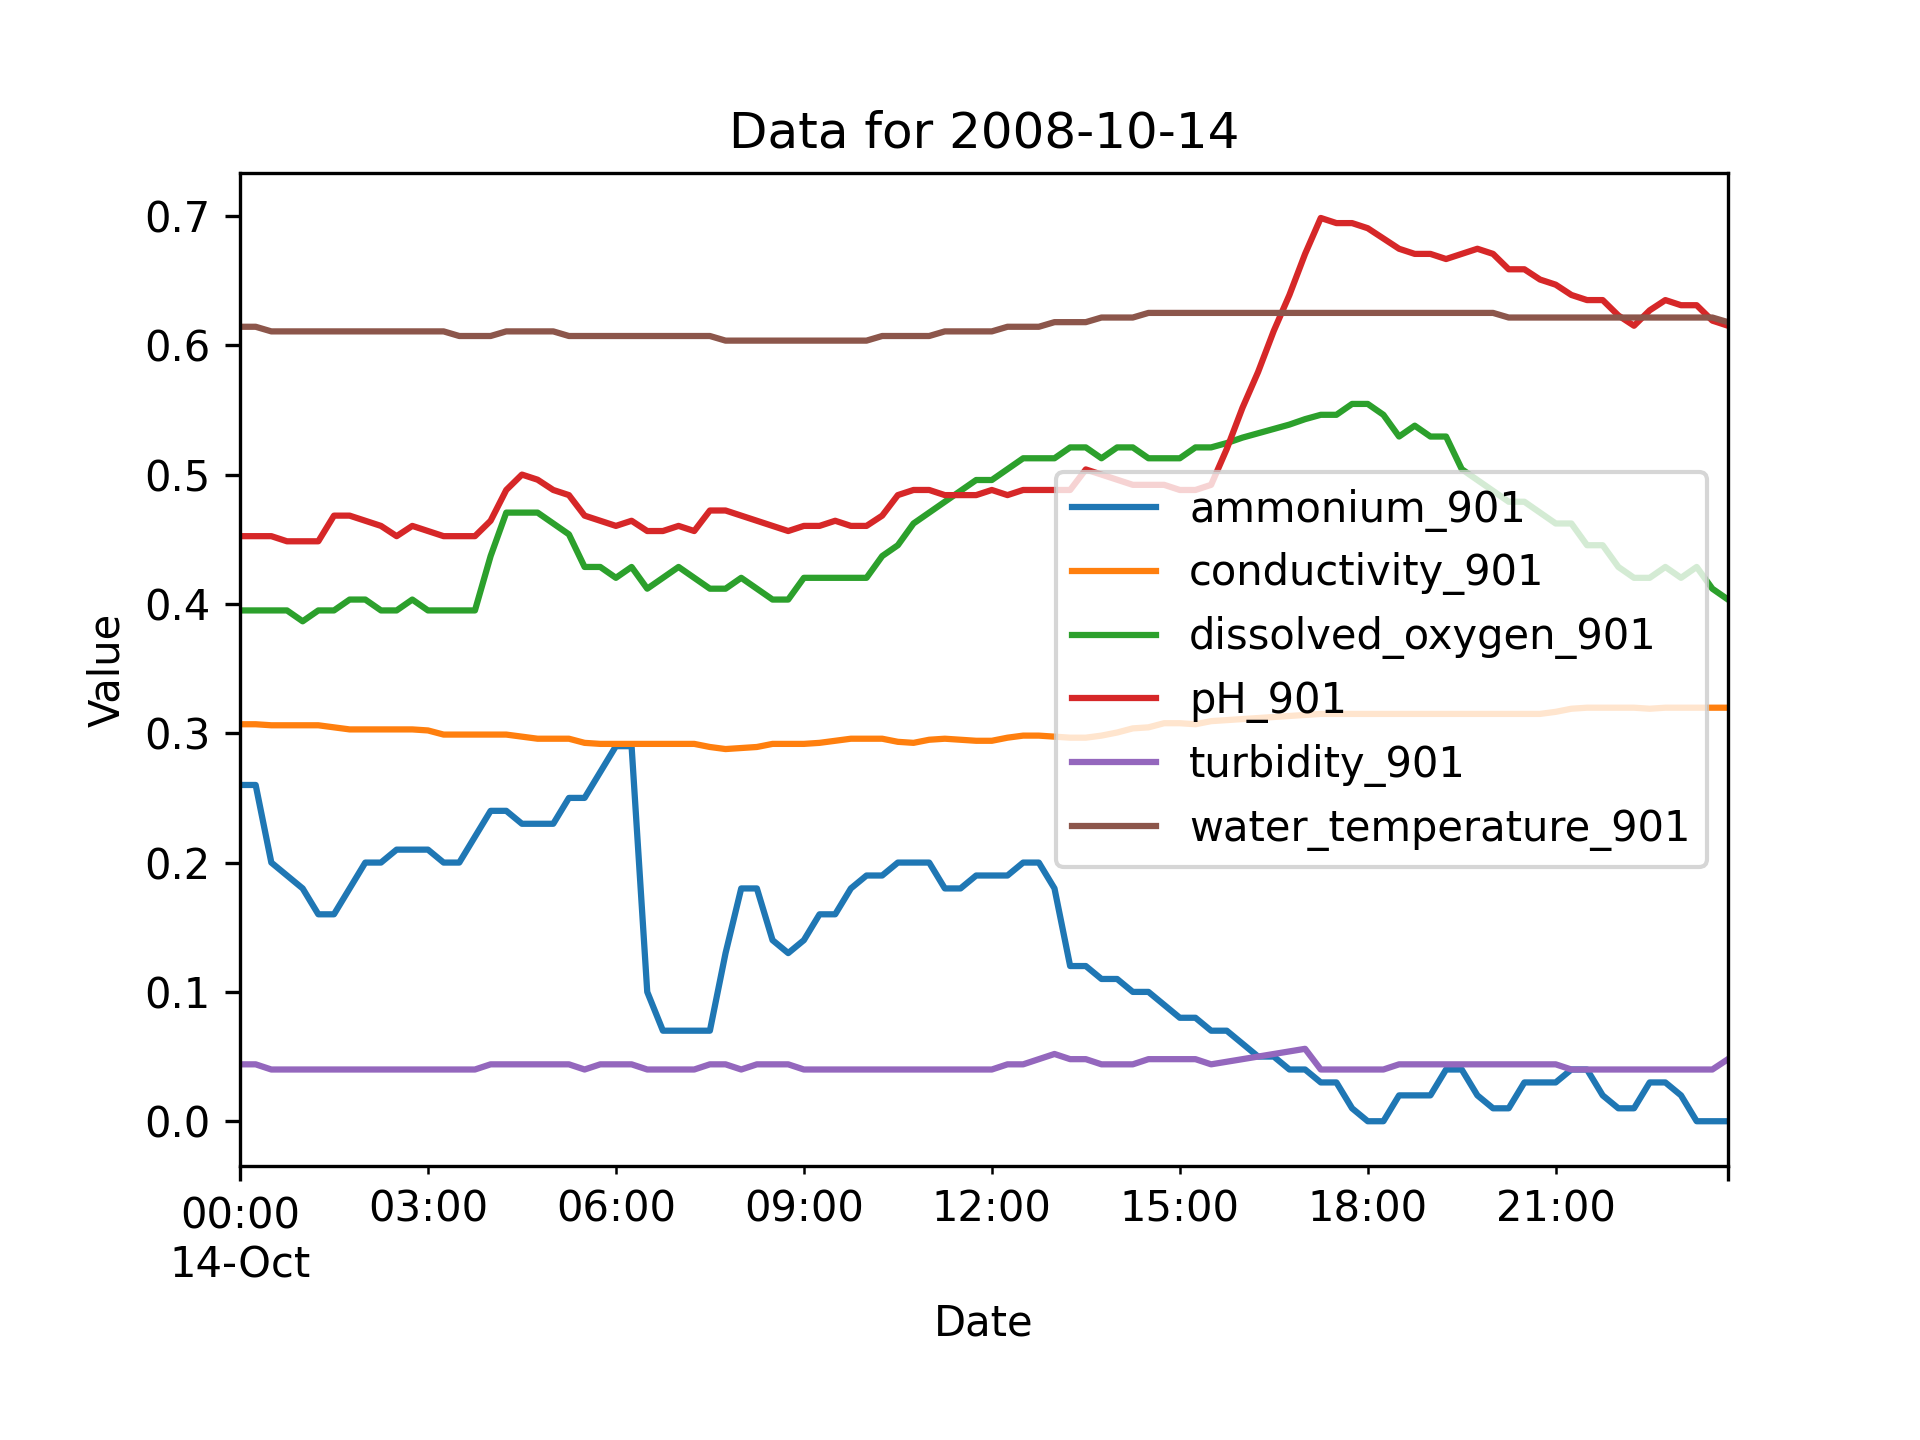 Data for 2008-10-14
Value
0.7
0.6
0.5
0.4
0.3
0.2
0.1
0.0
ammonium_901
conductivity_901
dissolved_oxygen_901
pH_901
turbidity_901
water_temperature_901
00:00 03:00 06:00 09:00 12:00 15:00 18:00 21:00
14-Oct
Date